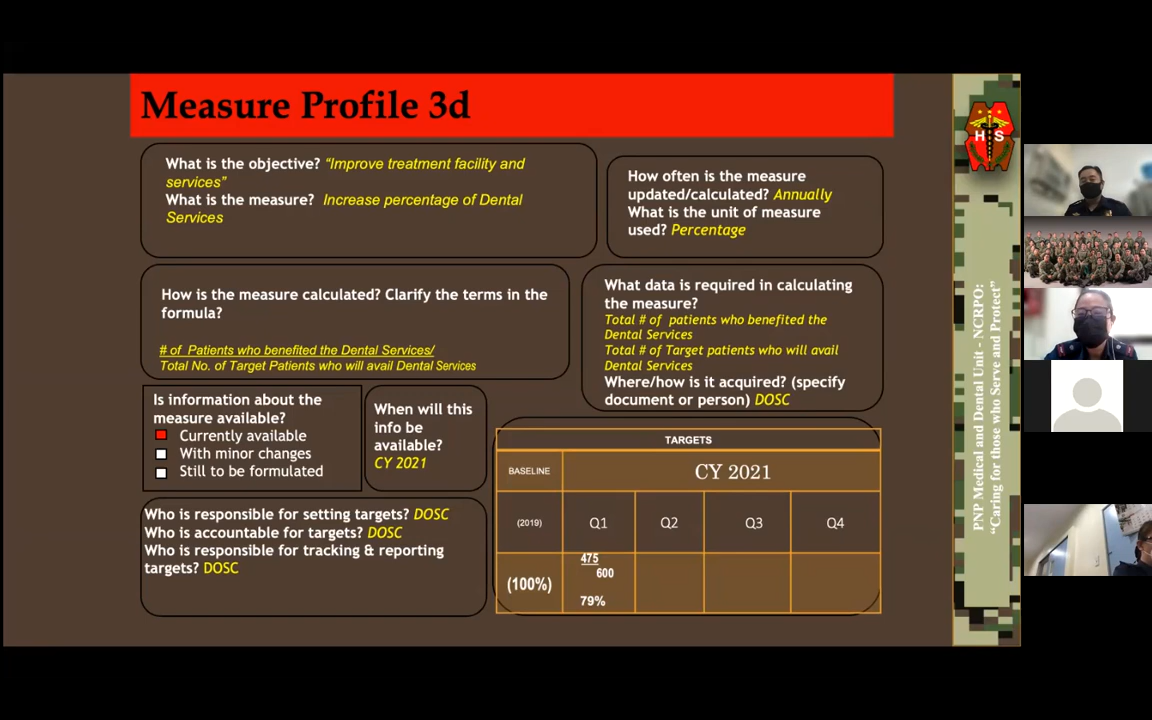 Measure Profile 3d
What is the objective? “Improve treatment facility and
services”
What is the measure?  Increase percentage of Dental
Services
How often is the measure
updated/calculated? Annually
What is the unit of measure
used? Percentage
How is the measure calculated? Clarify the terms in the
formula?
# of  Patients who benefited the Dental Services/
Total No. of Target Patients who will avail Dental Services
What data is required in calculating
the measure?
Total # of  patients who benefited the
Dental Services
Total # of Target patients who will avail
Dental Services
Where/how is it acquired? (specify
document or person) DOSC
Is information about the
measure available?
Currently available
With minor changes
Still to be formulated
When will this
info be
available?
CY 2021
Who is responsible for setting targets? DOSC
Who is accountable for targets? DOSC
Who is responsible for tracking & reporting
targets? DOSC
TARGETS
BASELINE
CY 2021
(2019)
Q1
Q2
Q3
Q4
(100%)
475
600
79%
H S
PNP Medical and Dental Unit - NCRPO:
“Caring for those who Serve and Protect”